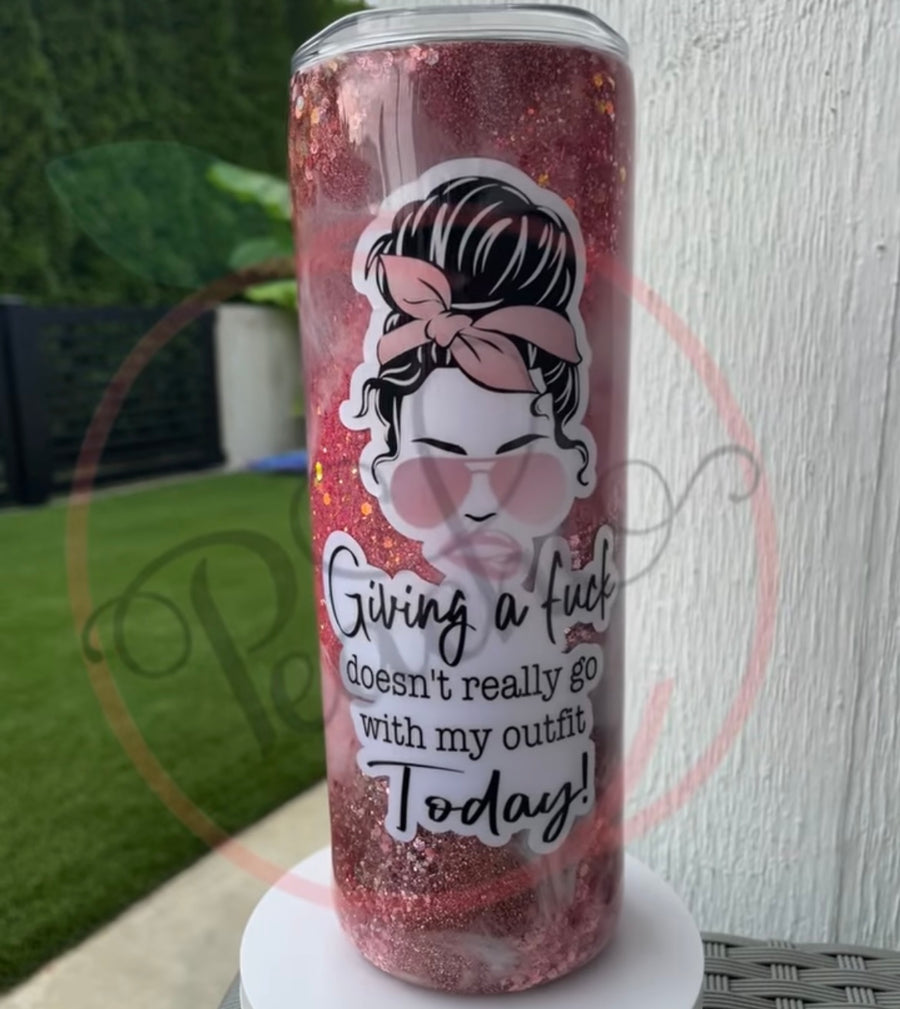 Giving a fuck
doesn't really go
with my outfit
Today!